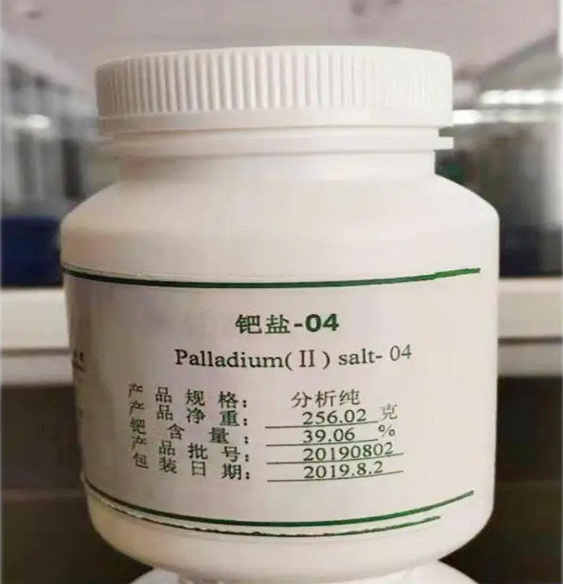 钯盐-04
Palladium(Ⅱ) salt- 04
产品规格: 分析纯
产品净重: 256.02 克
钯含量: 39.06 %
产品批号: 20190802
包装日期: 2019.8.2